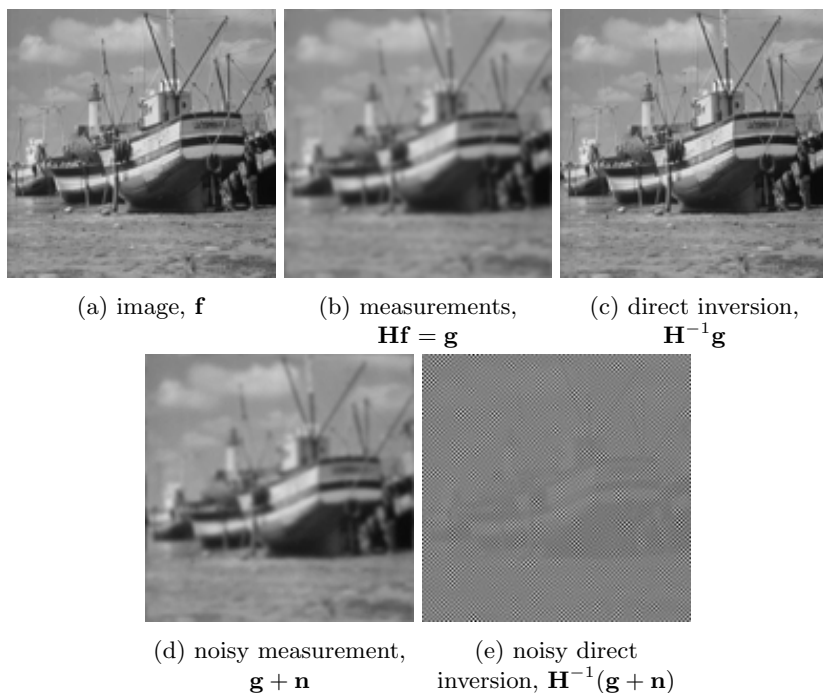 (a) image, f
(b) measurements,
Hf = g
(c) direct inversion,
H⁻¹g
(d) noisy measurement,
g + n
(e) noisy direct
inversion, H⁻¹(g + n)